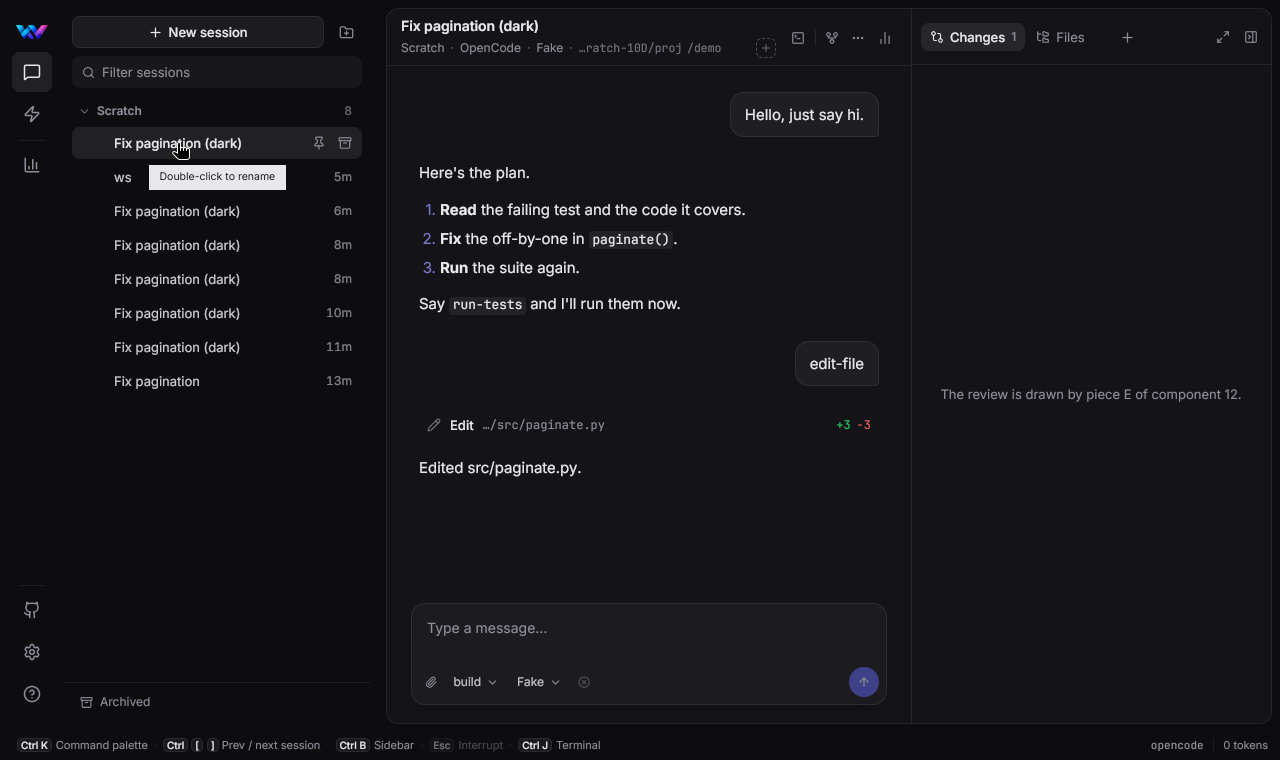 New session
Filter sessions
Scratch 8
Fix pagination (dark)
ws 5m
Double-click to rename
Fix pagination (dark) 6m
Fix pagination (dark) 8m
Fix pagination (dark) 8m
Fix pagination (dark) 10m
Fix pagination (dark) 11m
Fix pagination 13m
Archived
Fix pagination (dark)
Scratch · OpenCode · Fake · …ratch-10D/proj /demo
Hello, just say hi.
Here's the plan.
1. Read the failing test and the code it covers.
2. Fix the off-by-one in paginate().
3. Run the suite again.
Say run-tests and I'll run them now.
edit-file
Edit …/src/paginate.py +3 -3
Edited src/paginate.py.
Type a message...
build Fake
Changes 1 Files
The review is drawn by piece E of component 12.
Ctrl K Command palette · Ctrl [ ] Prev / next session · Ctrl B Sidebar · Esc Interrupt · Ctrl J Terminal
opencode 0 tokens